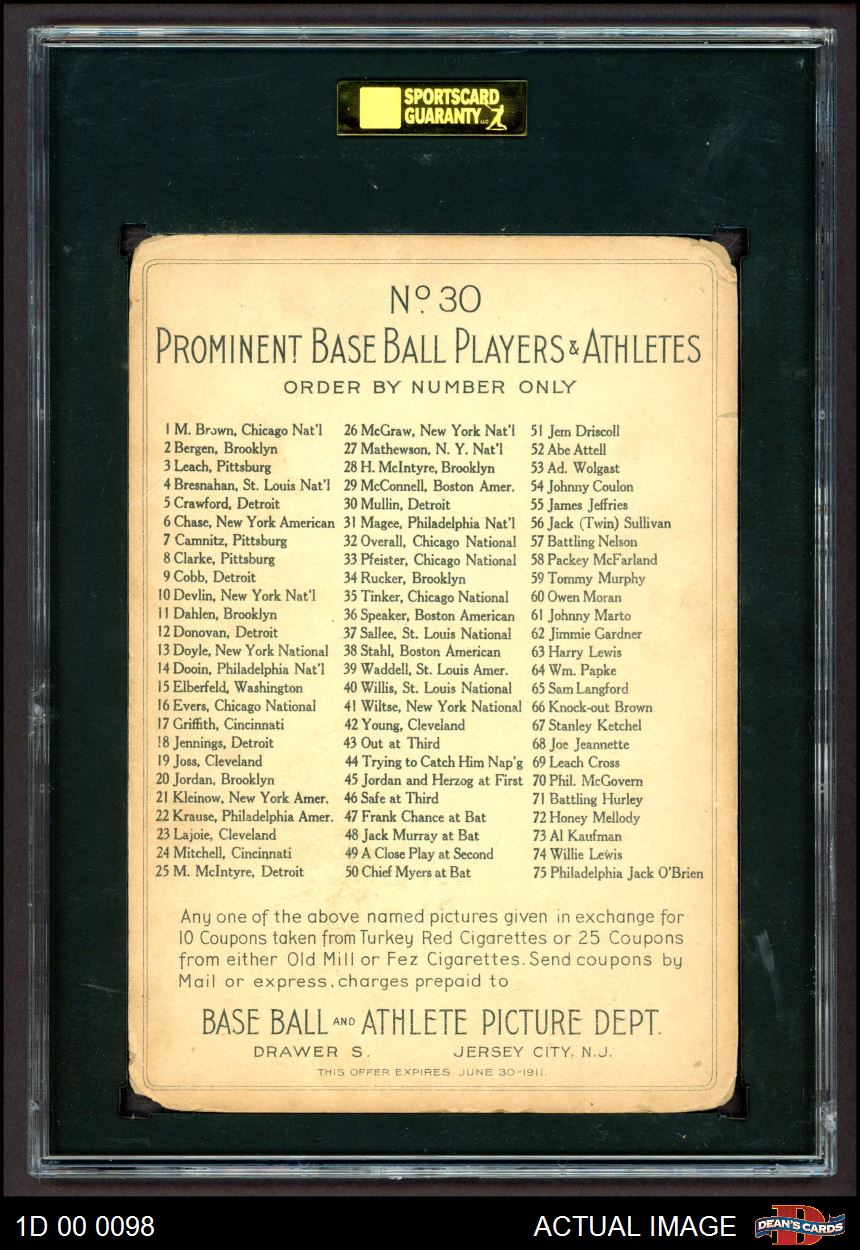 SPORTSCARD
GUARANTY LLC
Nº 30
PROMINENT BASE BALL PLAYERS & ATHLETES
ORDER BY NUMBER ONLY
1 M. Brown, Chicago Nat'l
2 Bergen, Brooklyn
3 Leach, Pittsburg
4 Bresnahan, St. Louis Nat'l
5 Crawford, Detroit
6 Chase, New York American
7 Camnitz, Pittsburg
8 Clarke, Pittsburg
9 Cobb, Detroit
10 Devlin, New York Nat'l
11 Dahlen, Brooklyn
12 Donovan, Detroit
13 Doyle, New York National
14 Dooin, Philadelphia Nat'l
15 Elberfeld, Washington
16 Evers, Chicago National
17 Griffith, Cincinnati
18 Jennings, Detroit
19 Joss, Cleveland
20 Jordan, Brooklyn
21 Kleinow, New York Amer.
22 Krause, Philadelphia Amer.
23 Lajoie, Cleveland
24 Mitchell, Cincinnati
25 M. McIntyre, Detroit
26 McGraw, New York Nat'l
27 Mathewson, N. Y. Nat'l
28 H. McIntyre, Brooklyn
29 McConnell, Boston Amer.
30 Mullin, Detroit
31 Magee, Philadelphia Nat'l
32 Overall, Chicago National
33 Pfeister, Chicago National
34 Rucker, Brooklyn
35 Tinker, Chicago National
36 Speaker, Boston American
37 Sallee, St. Louis National
38 Stahl, Boston American
39 Waddell, St. Louis Amer.
40 Willis, St. Louis National
41 Wiltse, New York National
42 Young, Cleveland
43 Out at Third
44 Trying to Catch Him Nap'g
45 Jordan and Herzog at First
46 Safe at Third
47 Frank Chance at Bat
48 Jack Murray at Bat
49 A Close Play at Second
50 Chief Myers at Bat
51 Jem Driscoll
52 Abe Attell
53 Ad. Wolgast
54 Johnny Coulon
55 James Jeffries
56 Jack (Twin) Sullivan
57 Battling Nelson
58 Packey McFarland
59 Tommy Murphy
60 Owen Moran
61 Johnny Marto
62 Jimmie Gardner
63 Harry Lewis
64 Wm. Papke
65 Sam Langford
66 Knock-out Brown
67 Stanley Ketchel
68 Joe Jeannette
69 Leach Cross
70 Phil. McGovern
71 Battling Hurley
72 Honey Mellody
73 Al Kaufman
74 Willie Lewis
75 Philadelphia Jack O'Brien
Any one of the above named pictures given in exchange for
10 Coupons taken from Turkey Red Cigarettes or 25 Coupons
from either Old Mill or Fez Cigarettes. Send coupons by
Mail or express, charges prepaid to
BASE BALL AND ATHLETE PICTURE DEPT.
DRAWER S. JERSEY CITY, N.J.
THIS OFFER EXPIRES JUNE 30-1911.
1D 00 0098
ACTUAL IMAGE
D
DEAN'S CARDS